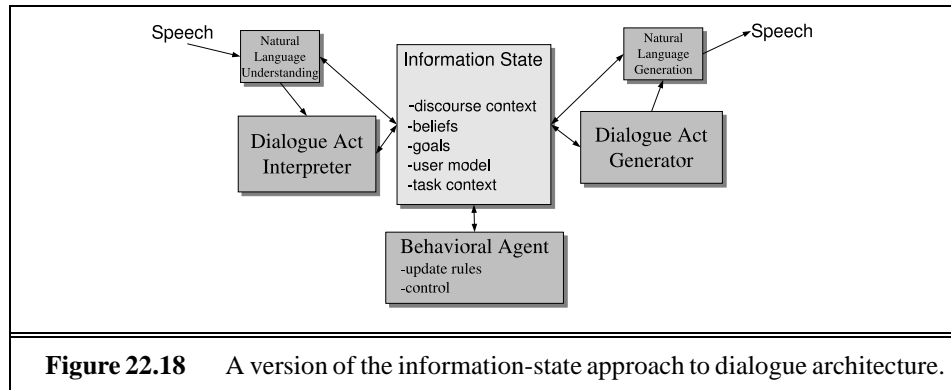 Speech
Natural
Language
Understanding
Dialogue Act
Interpreter
Information State
-discourse context
-beliefs
-goals
-user model
-task context
Behavioral Agent
-update rules
-control
Natural
Language
Generation
Speech
Dialogue Act
Generator
Figure 22.18 A version of the information-state approach to dialogue architecture.